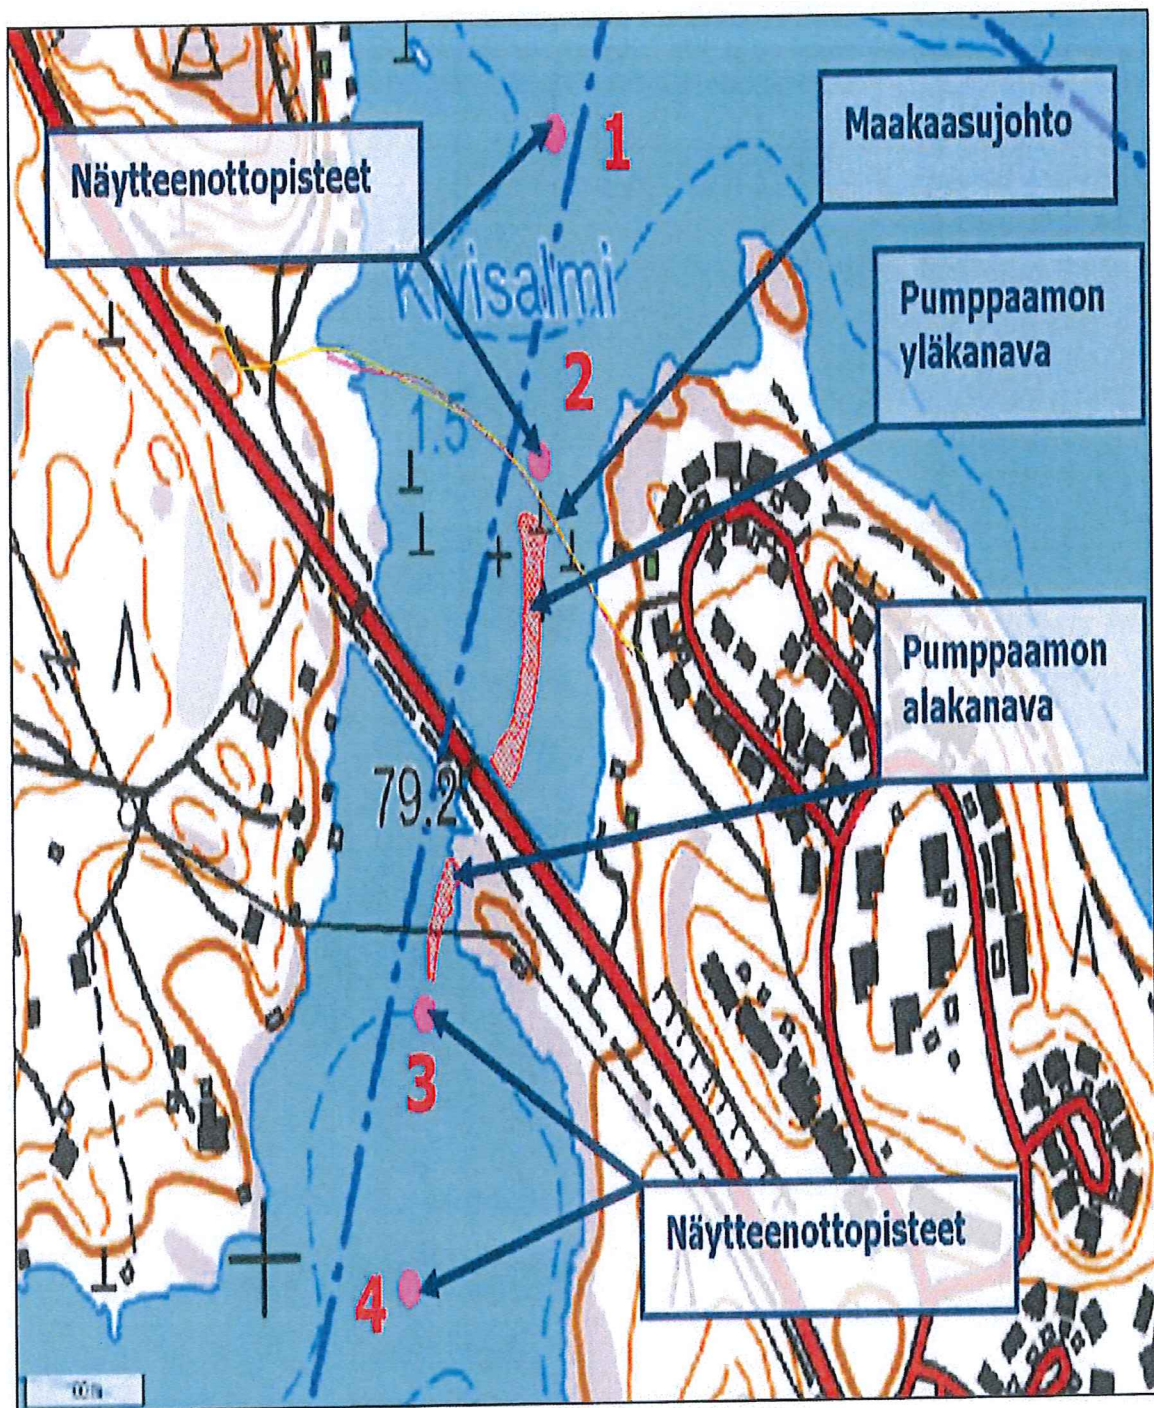 1
Maakaasujohto
Näytteenottopisteet
Kivisalmi
Pumppaamon
yläkanava
2
1.5
Pumppaamon
alakanava
79.2
3
Näytteenottopisteet
4